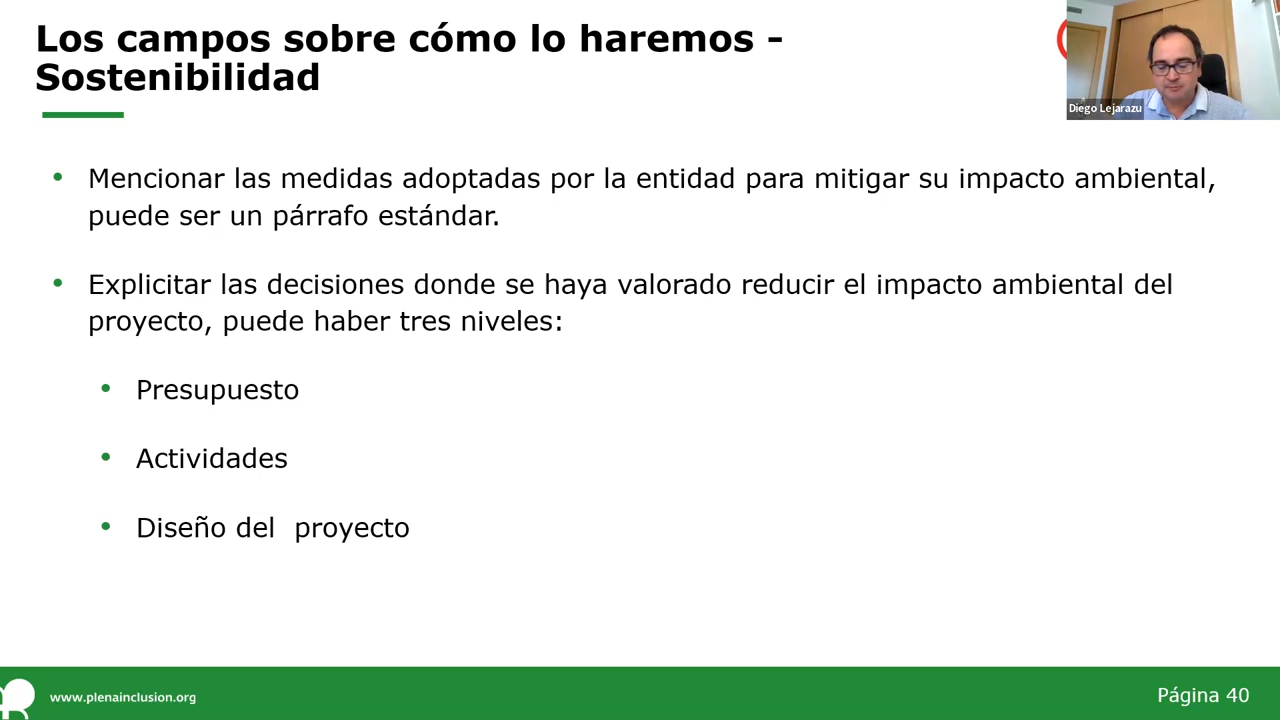 Los campos sobre cómo lo haremos -
Sostenibilidad
Diego Lejarazu
• Mencionar las medidas adoptadas por la entidad para mitigar su impacto ambiental,
puede ser un párrafo estándar.
• Explicitar las decisiones donde se haya valorado reducir el impacto ambiental del
proyecto, puede haber tres niveles:
• Presupuesto
• Actividades
• Diseño del  proyecto
www.plenainclusion.org
Página 40